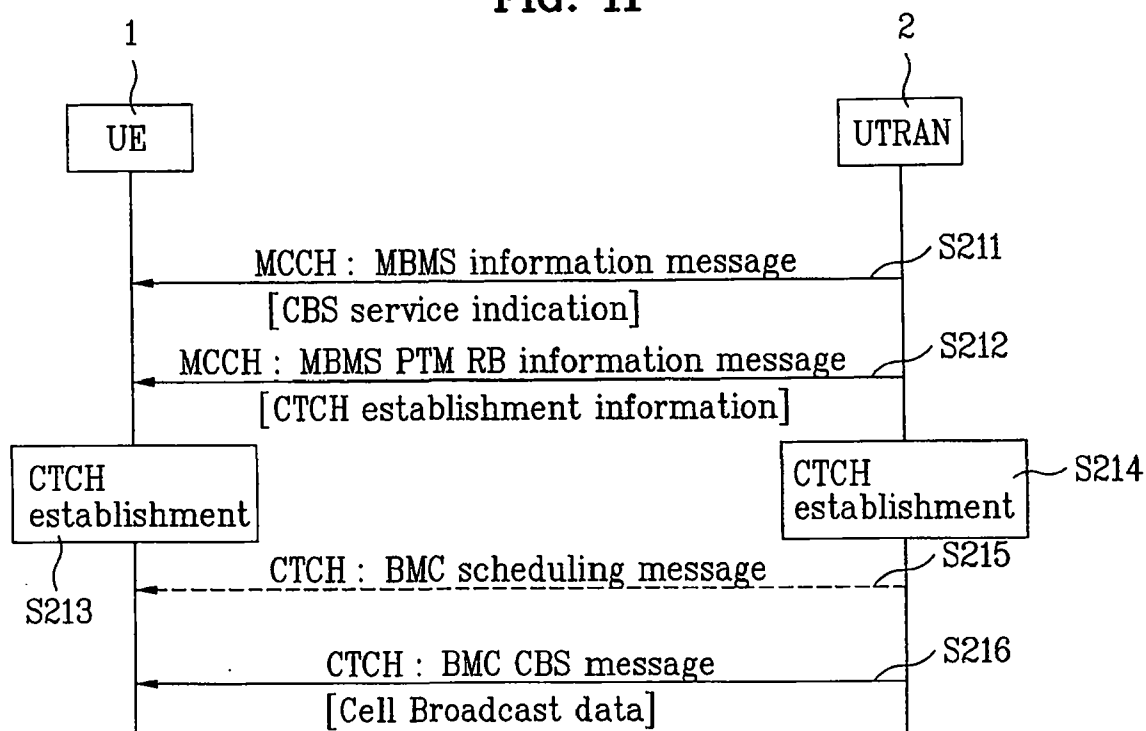 FIG. 11
1
2
UE
UTRAN
S211
MCCH : MBMS information message
[CBS service indication]
S212
MCCH : MBMS PTM RB information message
[CTCH establishment information]
CTCH
establishment
CTCH
establishment
S214
S213
S215
CTCH : BMC scheduling message
S216
CTCH : BMC CBS message
[Cell Broadcast data]